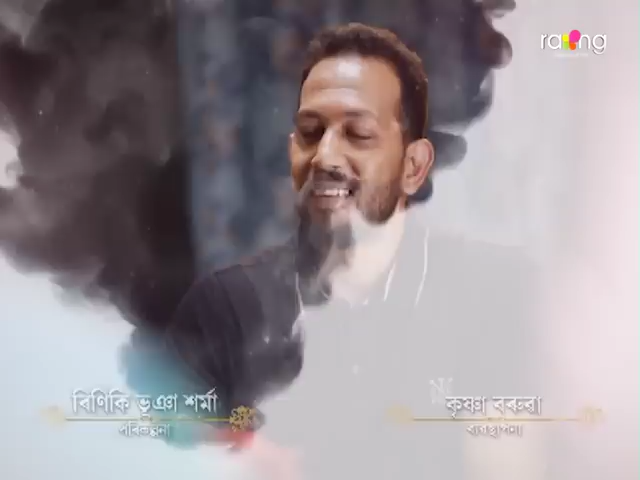 rang
ৰিণিকি ভূঞা শৰ্মা
পৰিকল্পনা
কৃষ্ণা বৰুৱা
ব্যৱস্থাপনা